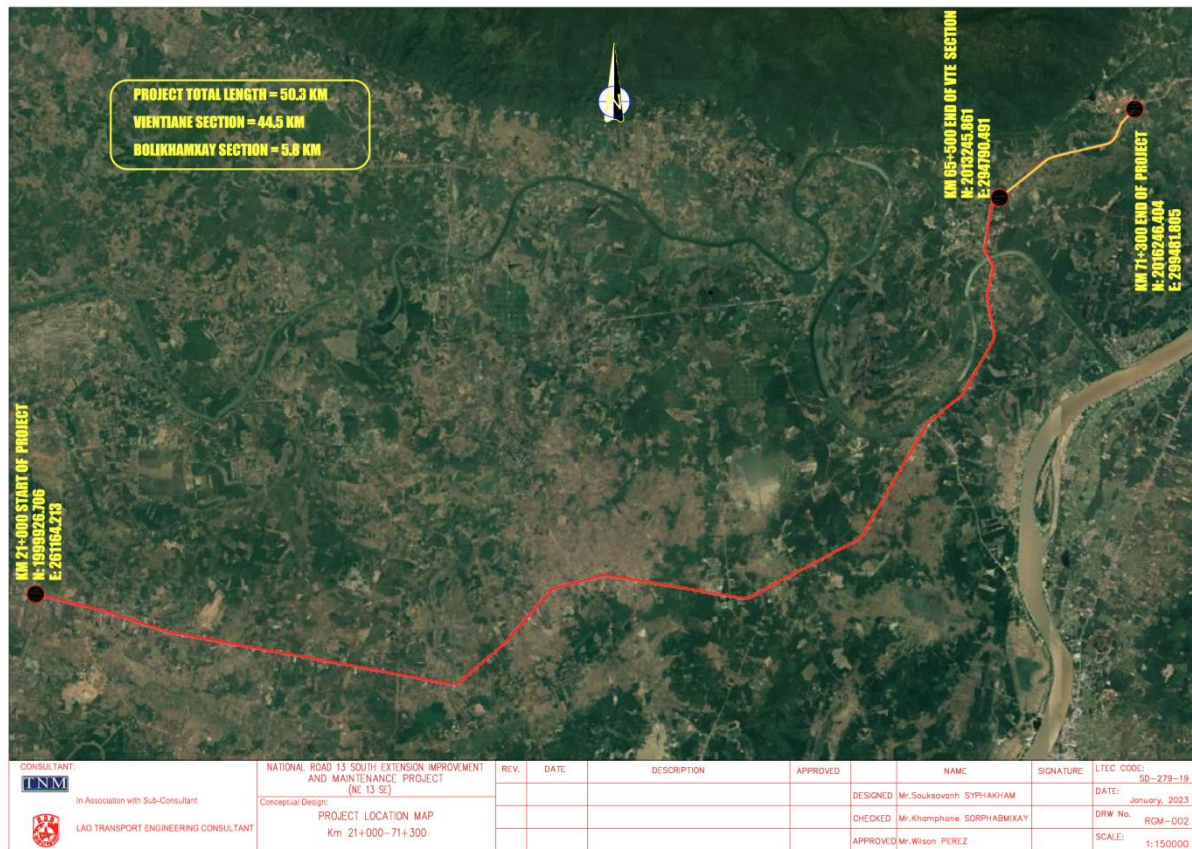 PROJECT TOTAL LENGTH = 50.3 KM
VIENTIANE SECTION = 44.5 KM
BOLIKHAMXAY SECTION = 5.8 KM
N
KM 65+500 END OF VTE SECTION
N: 2013245.861
E: 294790.491
KM 71+300 END OF PROJECT
N: 2016246.404
E: 299481.805
KM 21+000 START OF PROJECT
N: 1999926.706
E: 261164.213
CONSULTANT:
TNM
In Association with Sub-Consultant
LAO TRANSPORT ENGINEERING CONSULTANT
NATIONAL ROAD 13 SOUTH EXTENSION IMPROVEMENT
AND MAINTENANCE PROJECT
(NE 13 SE)
Conceptual Design:
PROJECT LOCATION MAP
Km 21+000-71+300
REV. DATE DESCRIPTION APPROVED NAME SIGNATURE
DESIGNED Mr.Souksavanh SYPHAKHAM
CHECKED Mr.Khamphone SORPHABMIXAY
APPROVED Mr.Wilson PEREZ
LTEC CODE:
SD-279-19
DATE:
January, 2023
DRW No. RGM-002
SCALE:
1:150000